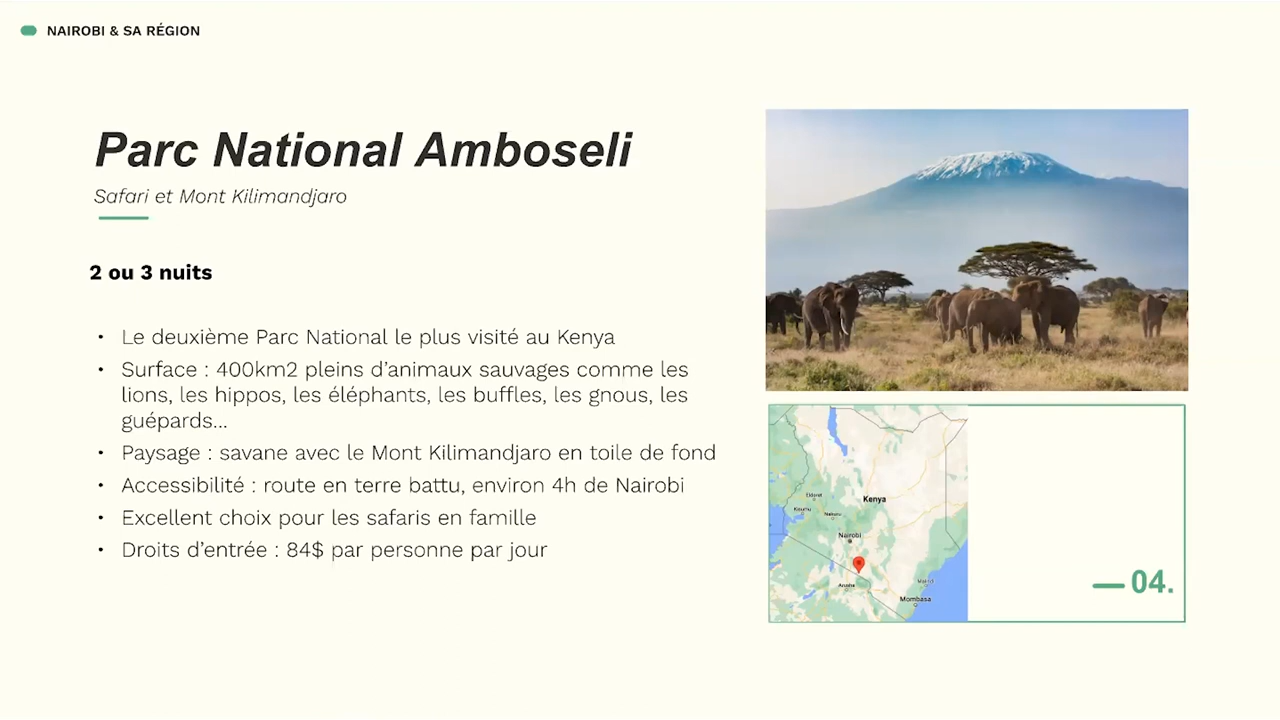 NAIROBI & SA RÉGION
Parc National Amboseli
Safari et Mont Kilimandjaro
2 ou 3 nuits
• Le deuxième Parc National le plus visité au Kenya
• Surface : 400km2 pleins d'animaux sauvages comme les
lions, les hippos, les éléphants, les buffles, les gnous, les
guépards...
• Paysage : savane avec le Mont Kilimandjaro en toile de fond
• Accessibilité : route en terre battu, environ 4h de Nairobi
• Excellent choix pour les safaris en famille
• Droits d'entrée : 84$ par personne par jour
Eldoret
Kenya
Kisumu
Nakuru
Nairobi
Arusha
Malindi
Mombasa
04.